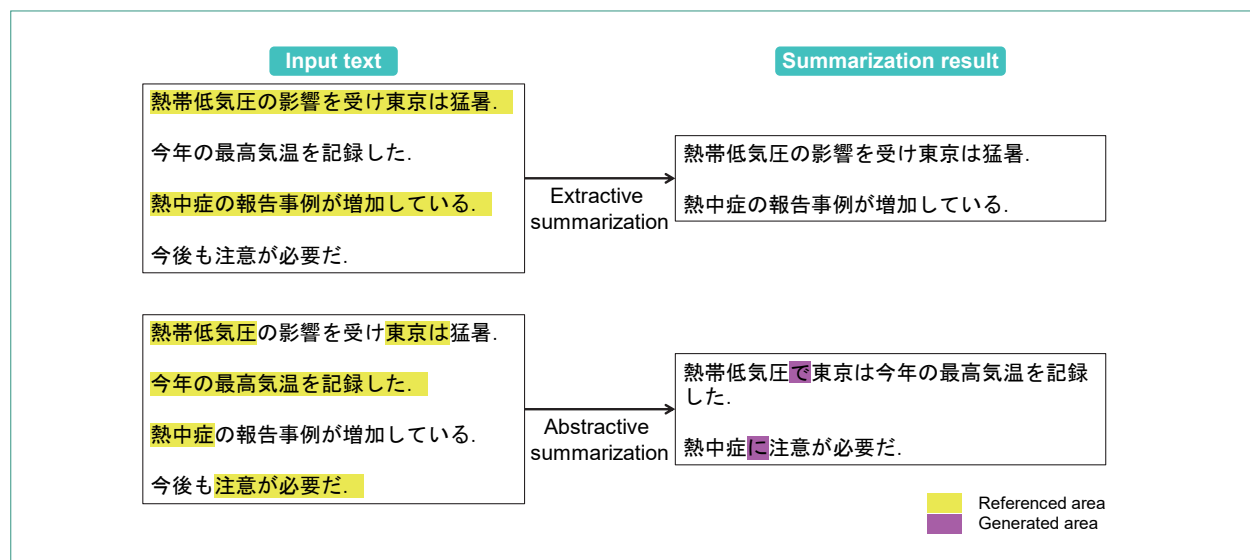 Input text
Summarization result
熱帯低気圧の影響を受け東京は猛暑.
今年の最高気温を記録した.
熱中症の報告事例が増加している.
今後も注意が必要だ.
Extractive
summarization
熱帯低気圧の影響を受け東京は猛暑.
熱中症の報告事例が増加している.
熱帯低気圧の影響を受け東京は猛暑.
今年の最高気温を記録した.
熱中症の報告事例が増加している.
今後も注意が必要だ.
Abstractive
summarization
熱帯低気圧で東京は今年の最高気温を記録
した.
熱中症に注意が必要だ.
Referenced area
Generated area